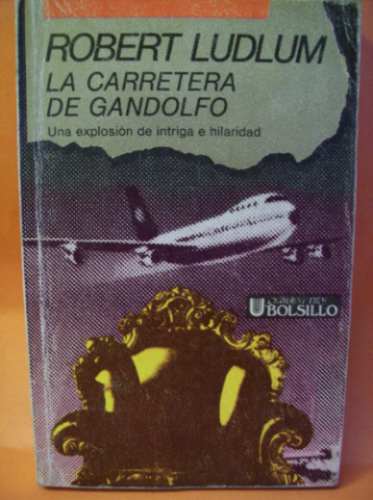 ROBERT LUDLUM
LA CARRETERA
DE GANDOLFO
Una explosión de intriga e hilaridad
U BOLSILLO